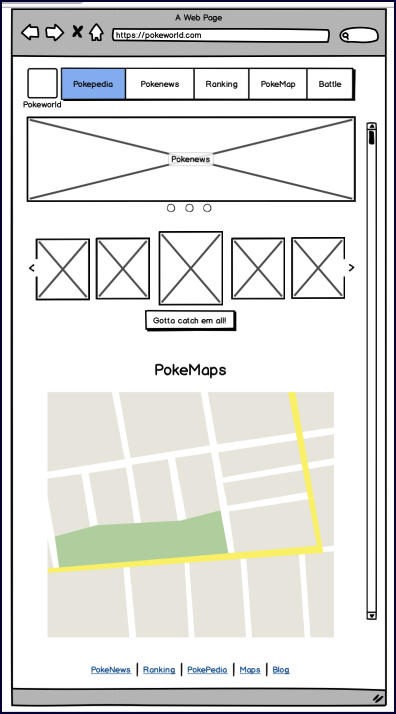 A Web Page
https://pokeworld.com
Pokepedia Pokenews Ranking PokeMap Battle
Pokeworld
Pokenews
Gotta catch em all!
PokeMaps
PokeNews | Ranking | PokePedia | Maps | Blog